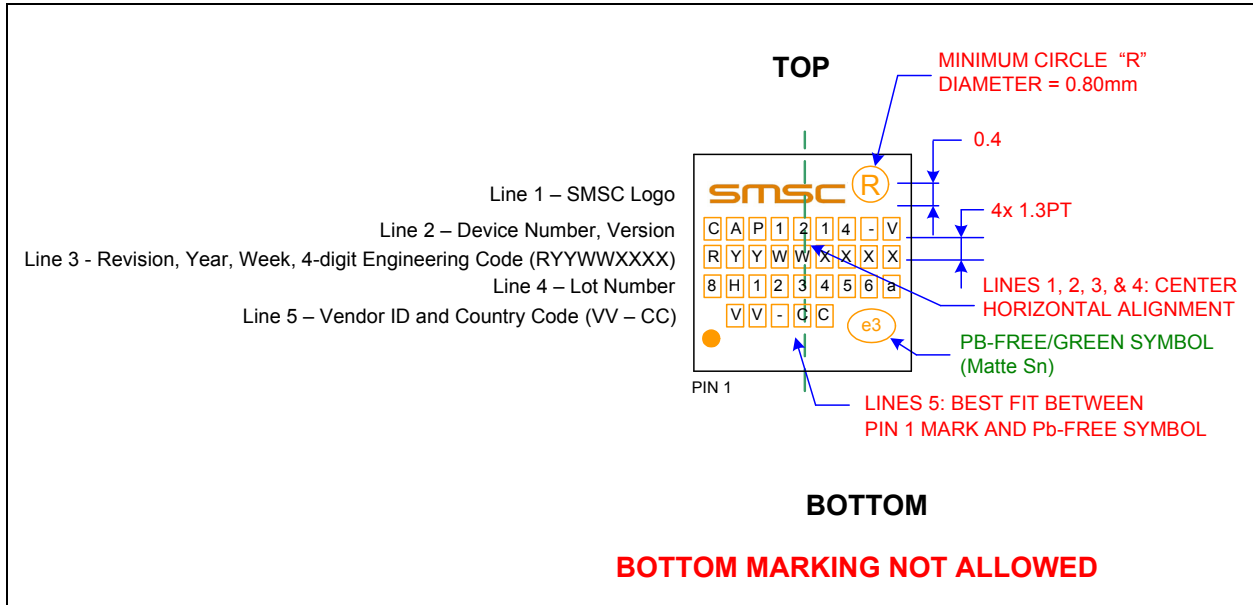 TOP
MINIMUM CIRCLE “R”
DIAMETER = 0.80mm
0.4
4x 1.3PT
Line 1 – SMSC Logo
smsc R
Line 2 – Device Number, Version
CAP1214-V
Line 3 - Revision, Year, Week, 4-digit Engineering Code (RYYWWXXXX)
RYYWWXXXX
Line 4 – Lot Number
8H123456a
Line 5 – Vendor ID and Country Code (VV – CC)
VV-CC
e3
LINES 1, 2, 3, & 4: CENTER
HORIZONTAL ALIGNMENT
PB-FREE/GREEN SYMBOL
(Matte Sn)
PIN 1
LINES 5: BEST FIT BETWEEN
PIN 1 MARK AND Pb-FREE SYMBOL
BOTTOM
BOTTOM MARKING NOT ALLOWED